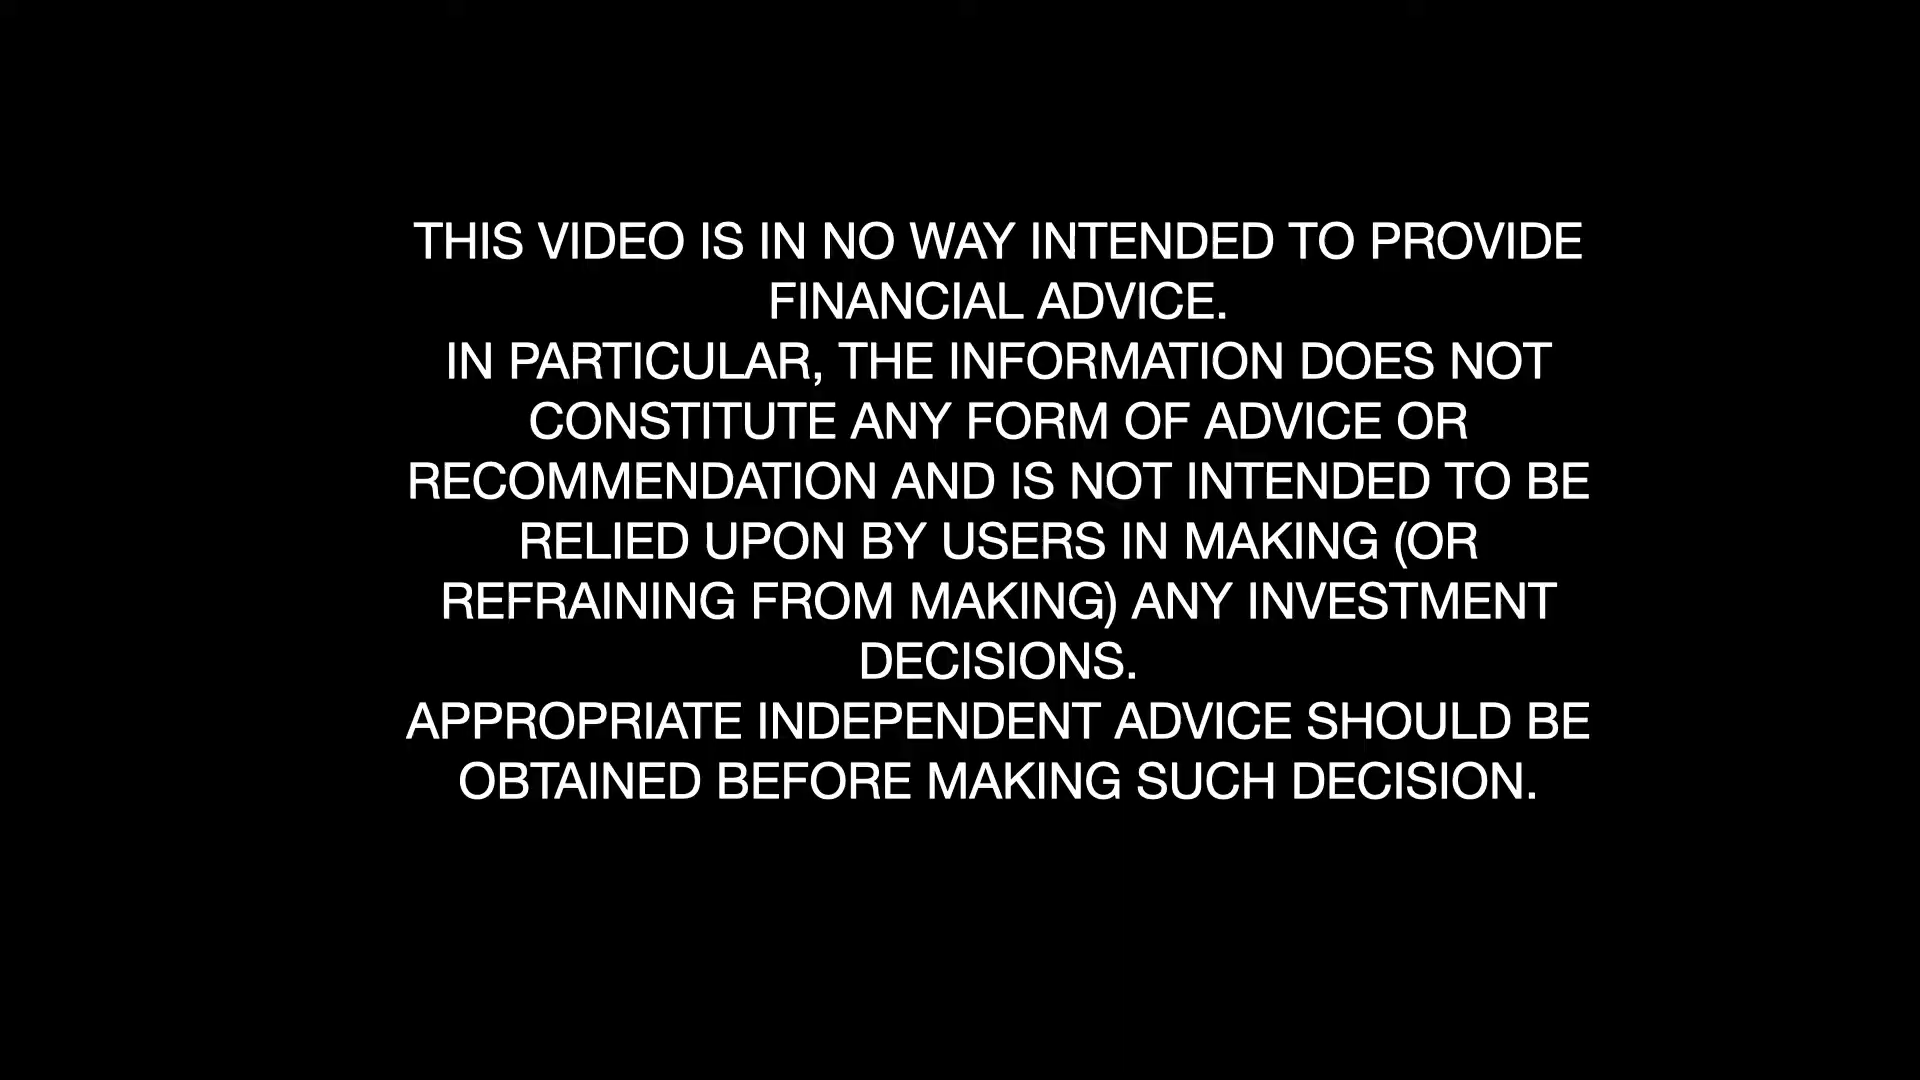 THIS VIDEO IS IN NO WAY INTENDED TO PROVIDE
FINANCIAL ADVICE.
IN PARTICULAR, THE INFORMATION DOES NOT
CONSTITUTE ANY FORM OF ADVICE OR
RECOMMENDATION AND IS NOT INTENDED TO BE
RELIED UPON BY USERS IN MAKING (OR
REFRAINING FROM MAKING) ANY INVESTMENT
DECISIONS.
APPROPRIATE INDEPENDENT ADVICE SHOULD BE
OBTAINED BEFORE MAKING SUCH DECISION.